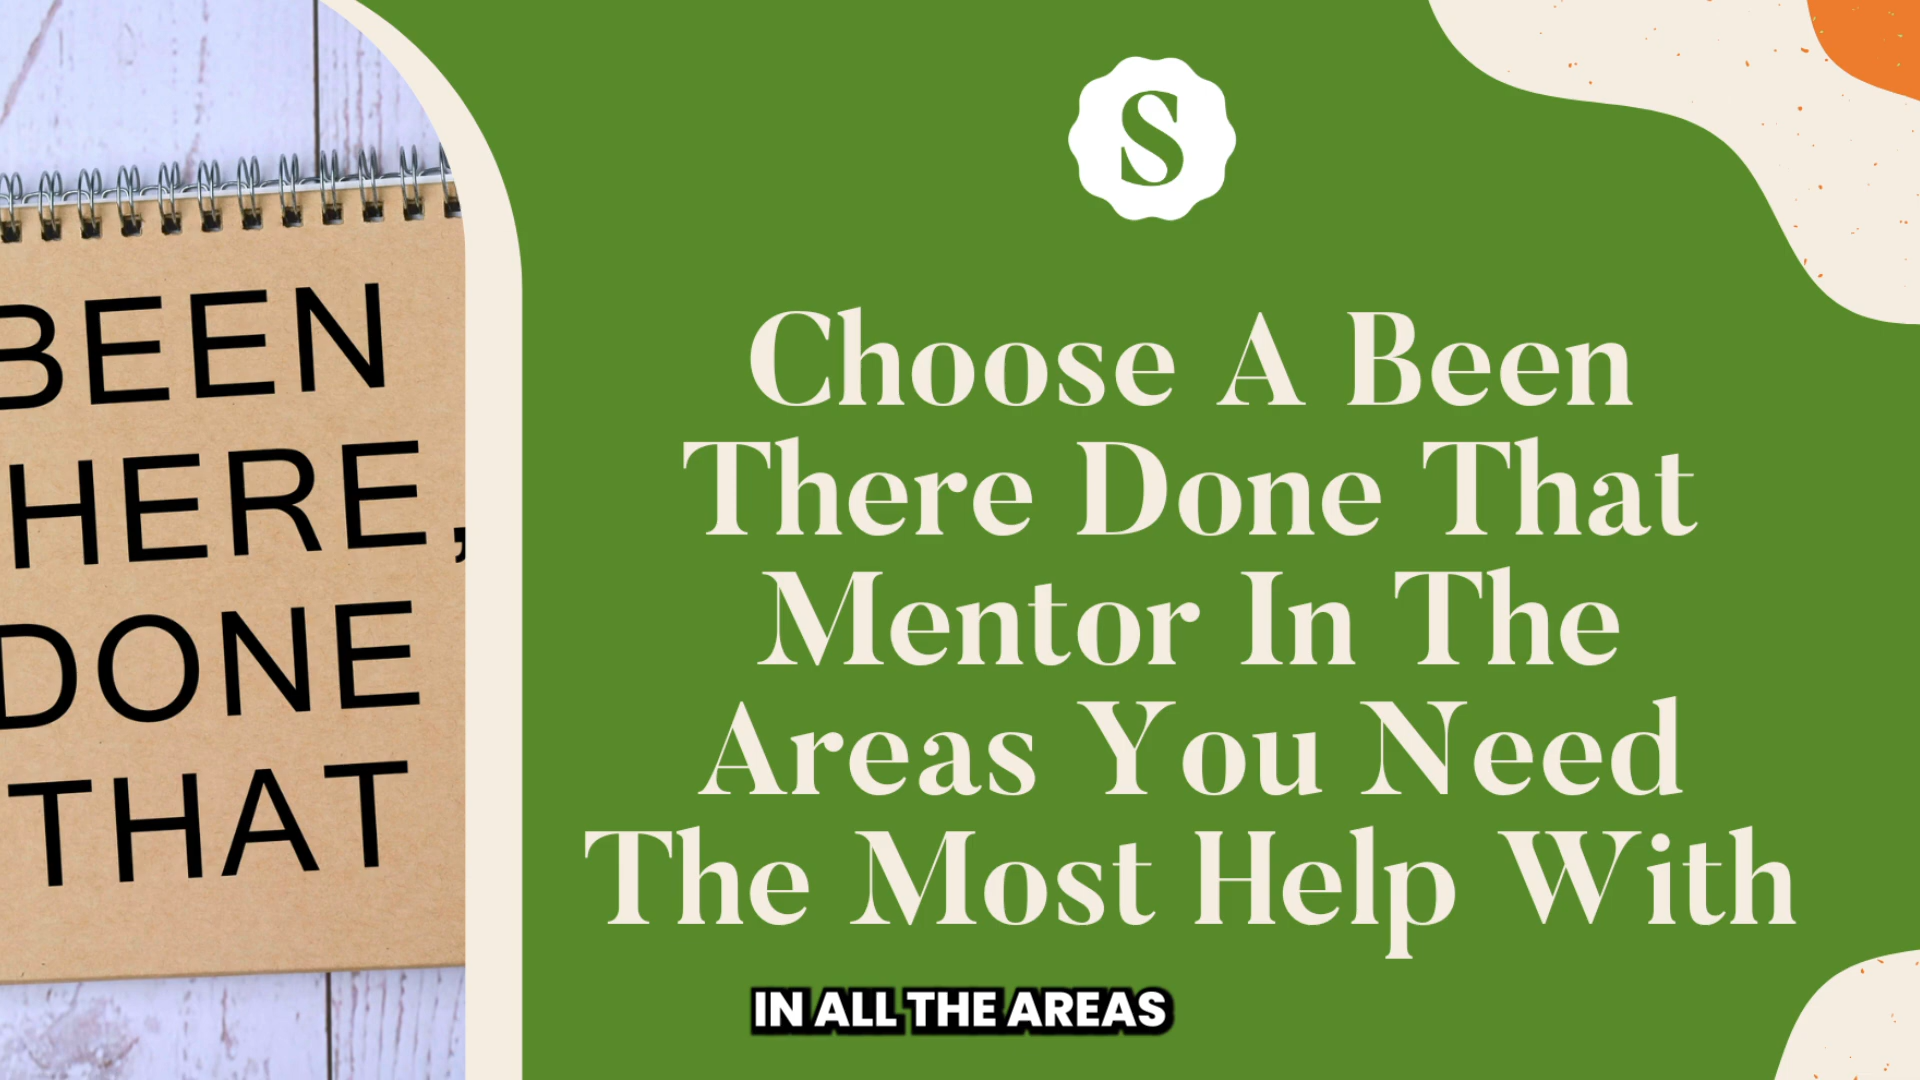 BEEN
HERE,
DONE
THAT
S
Choose A Been
There Done That
Mentor In The
Areas You Need
The Most Help With
IN ALL THE AREAS